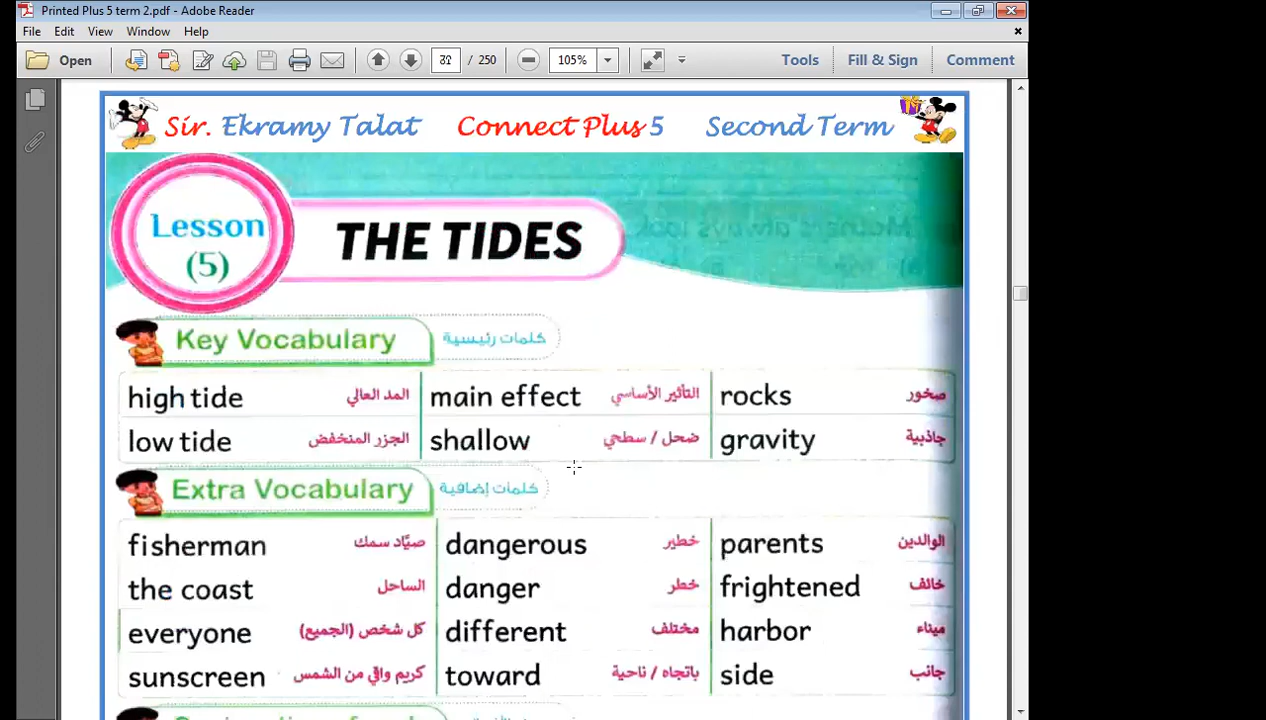 Printed Plus 5 term 2.pdf - Adobe Reader
File Edit View Window Help
Open / 250 105% Tools Fill & Sign Comment
Sir. Ekramy Talat Connect Plus 5 Second Term
Lesson
(5)
THE TIDES
Key Vocabulary كلمات رئيسية
high tide المد العالي main effect التأثير الأساسي rocks صخور
low tide الجزر المنخفض shallow ضحل / سطحي gravity جاذبية
Extra Vocabulary كلمات إضافية
fisherman صيَّاد سمك dangerous خطير parents الوالدين
the coast الساحل danger خطر frightened خائف
everyone كل شخص (الجميع) different مختلف harbor ميناء
sunscreen كريم واقي من الشمس toward باتجاه / ناحية side جانب